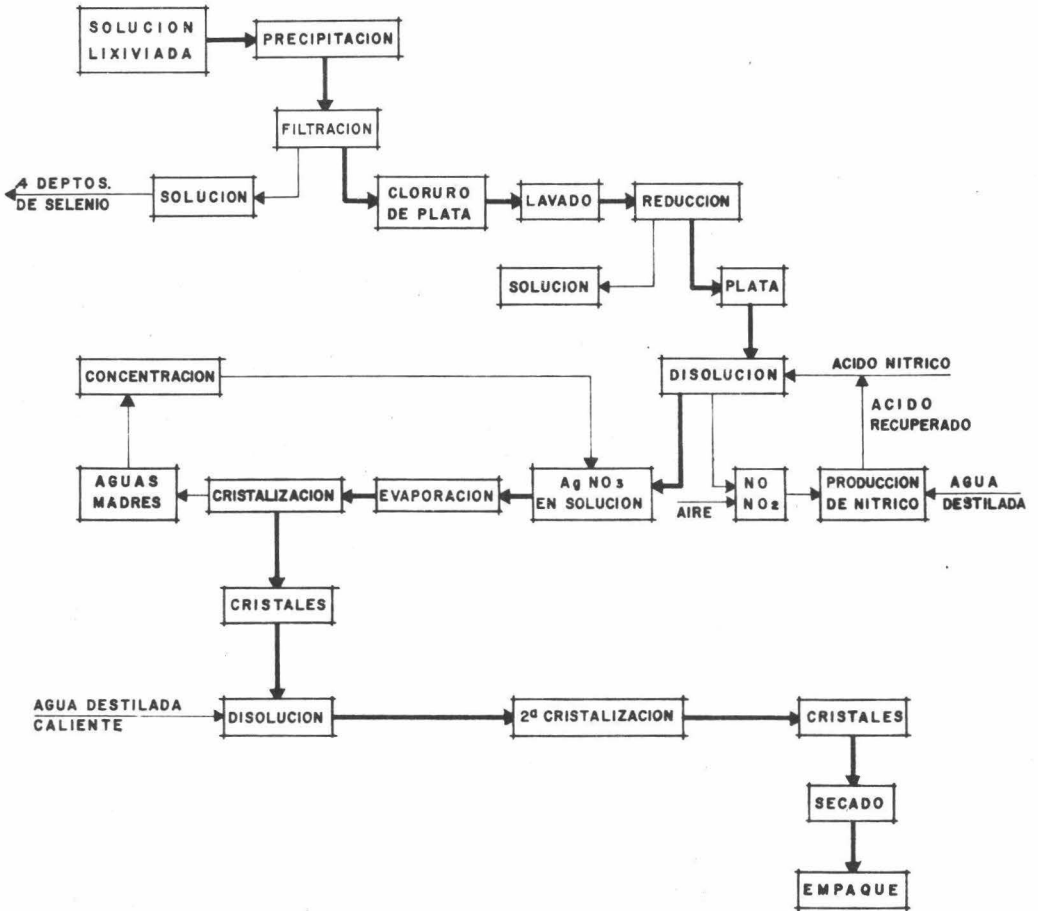 SOLUCION
LIXIVIADA
PRECIPITACION
FILTRACION
A DEPTOS.
DE SELENIO
SOLUCION
CLORURO
DE PLATA
LAVADO
REDUCCION
SOLUCION
PLATA
CONCENTRACION
DISOLUCION
ACIDO NITRICO
ACIDO
RECUPERADO
AGUAS
MADRES
CRISTALIZACION
EVAPORACION
Ag NO3
EN SOLUCION
AIRE
NO
NO2
PRODUCCION
DE NITRICO
AGUA
DESTILADA
CRISTALES
AGUA DESTILADA
CALIENTE
DISOLUCION
2ª CRISTALIZACION
CRISTALES
SECADO
EMPAQUE